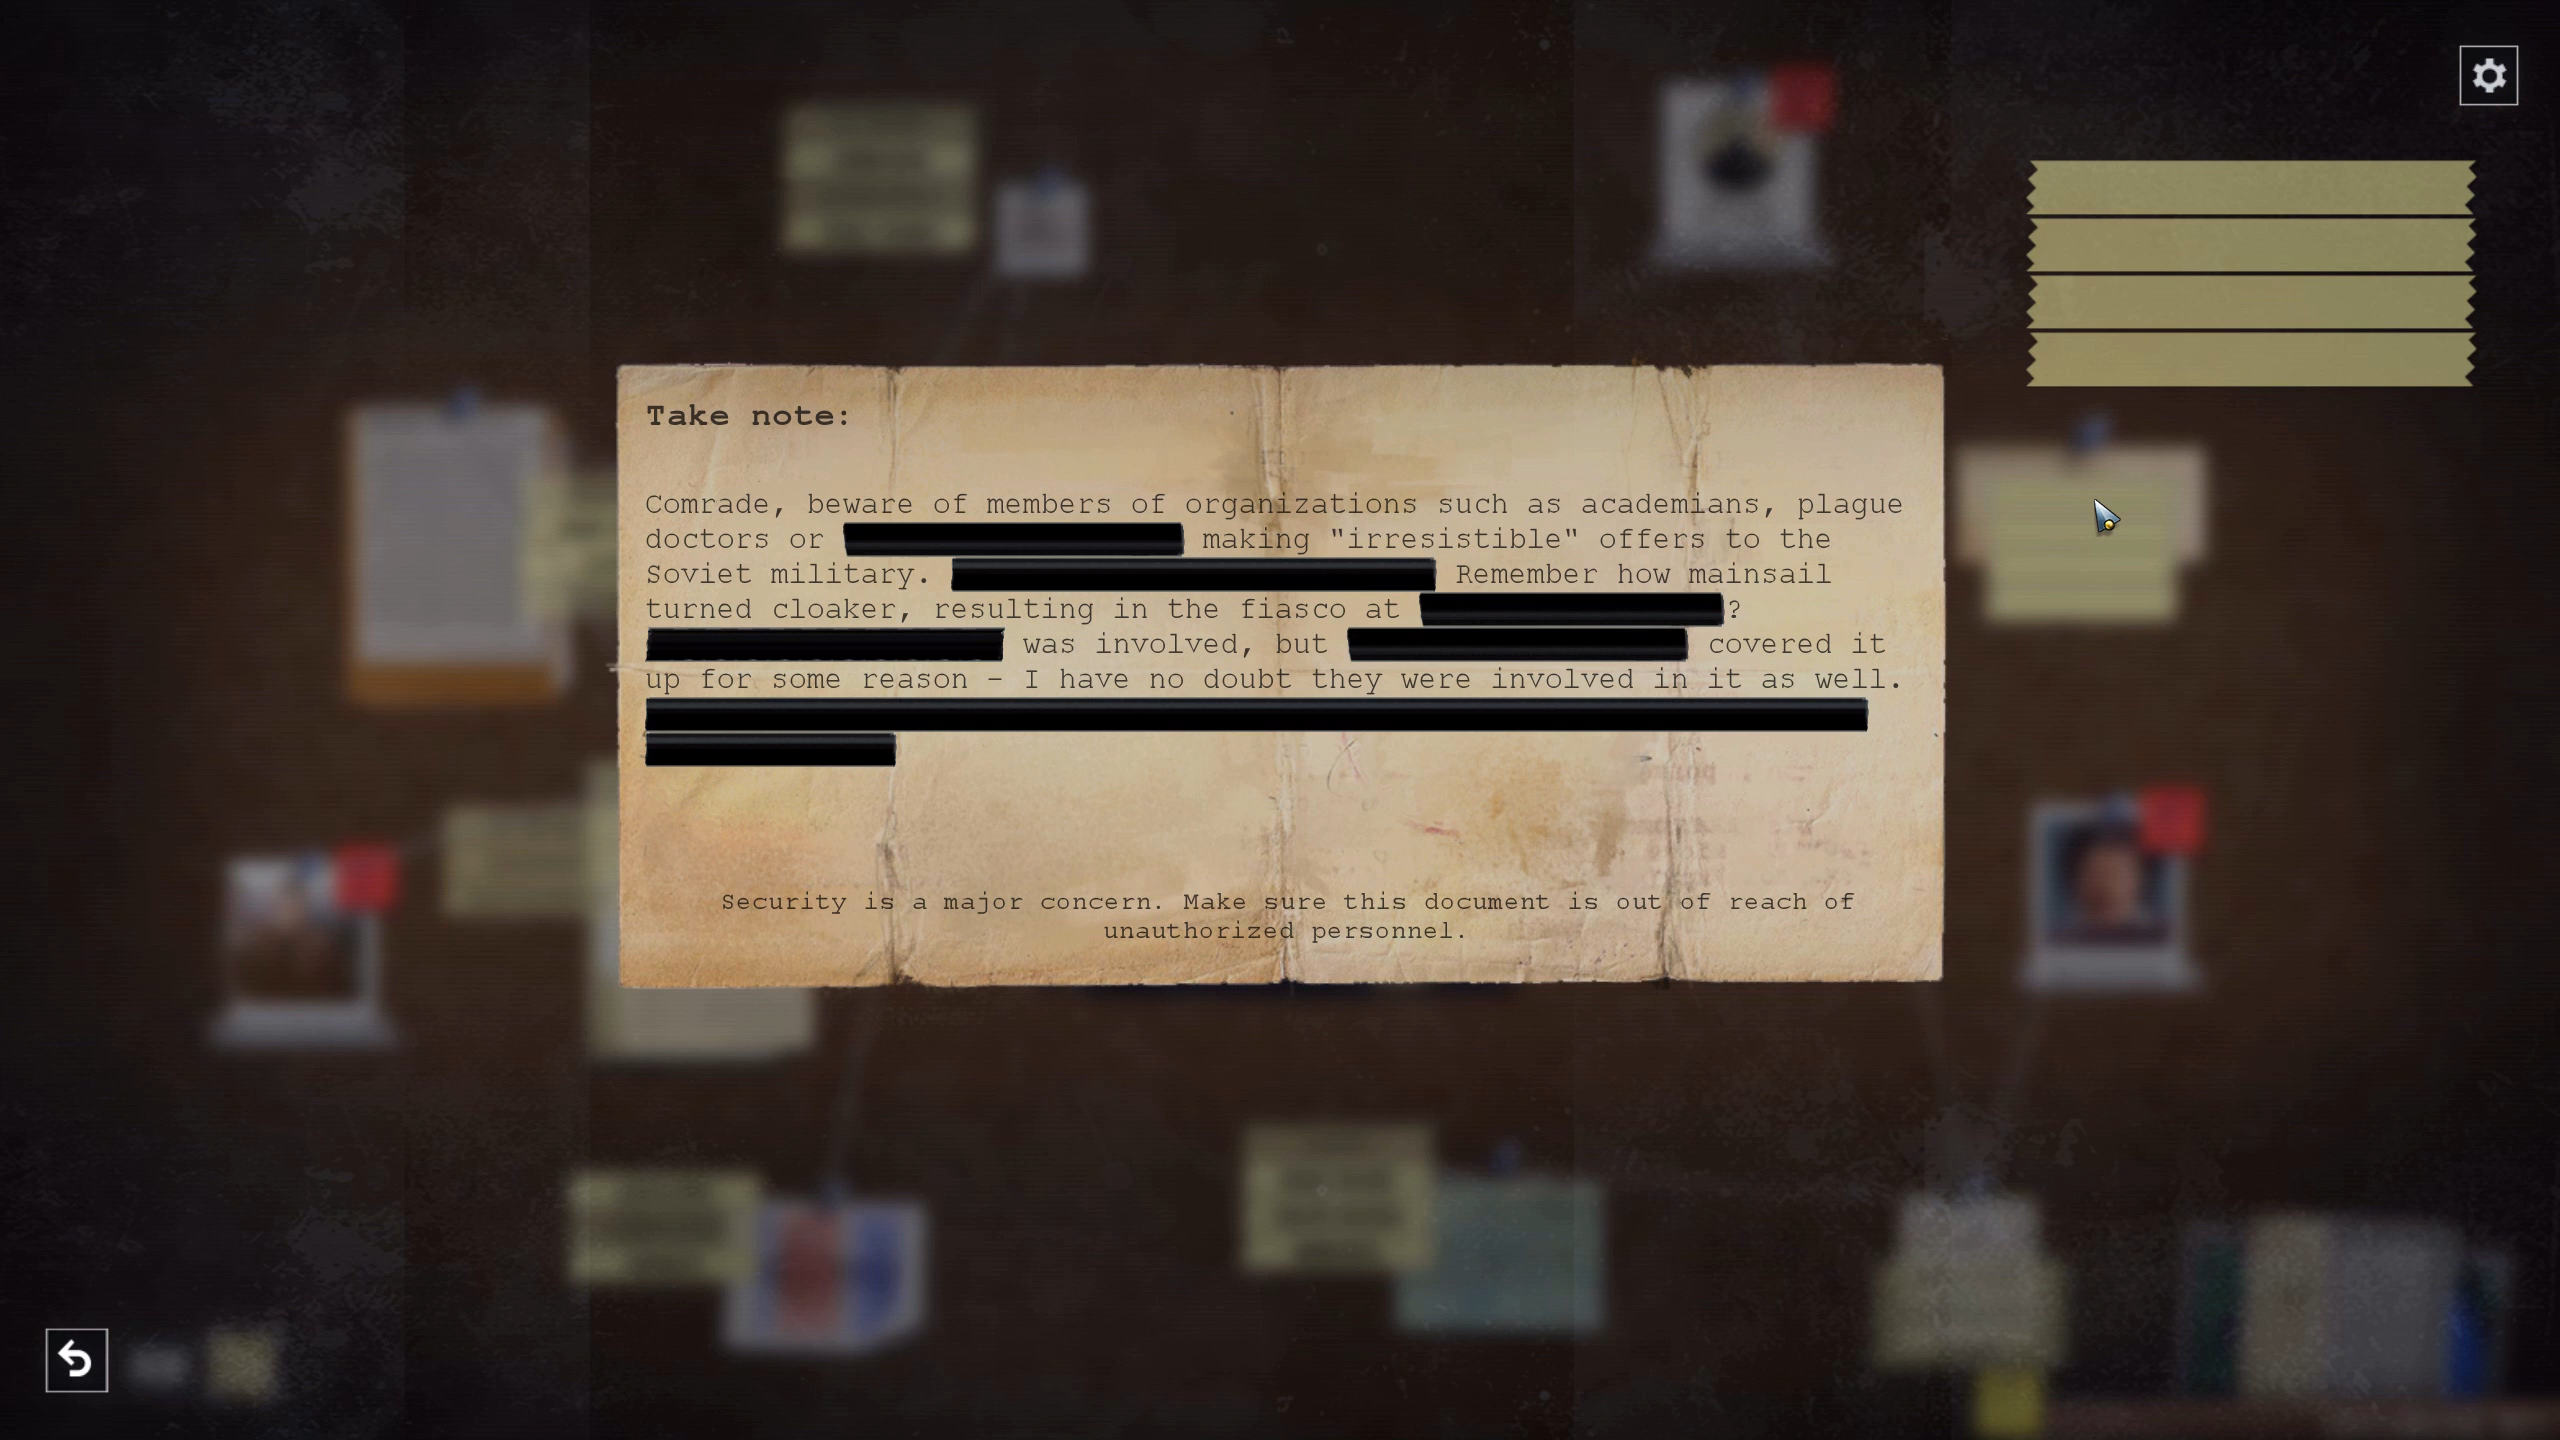 Take note:
Comrade, beware of members of organizations such as academians, plague
doctors or making "irresistible" offers to the
Soviet military. Remember how mainsail
turned cloaker, resulting in the fiasco at ?
was involved, but covered it
up for some reason – I have no doubt they were involved in it as well.
Security is a major concern. Make sure this document is out of reach of
unauthorized personnel.